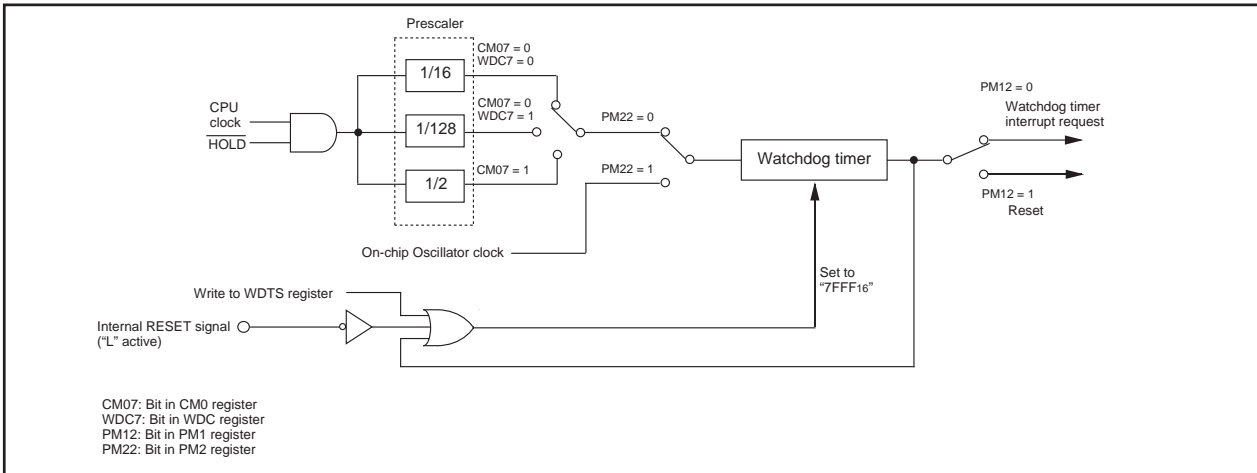 Prescaler
CM07 = 0
WDC7 = 0
1/16
PM12 = 0
CPU
clock
HOLD
CM07 = 0
WDC7 = 1
1/128
PM22 = 0
Watchdog timer
interrupt request
Watchdog timer
1/2
CM07 = 1
PM22 = 1
PM12 = 1
Reset
On-chip Oscillator clock
Set to
“7FFF16”
Write to WDTS register
Internal RESET signal
(“L” active)
CM07: Bit in CM0 register
WDC7: Bit in WDC register
PM12: Bit in PM1 register
PM22: Bit in PM2 register